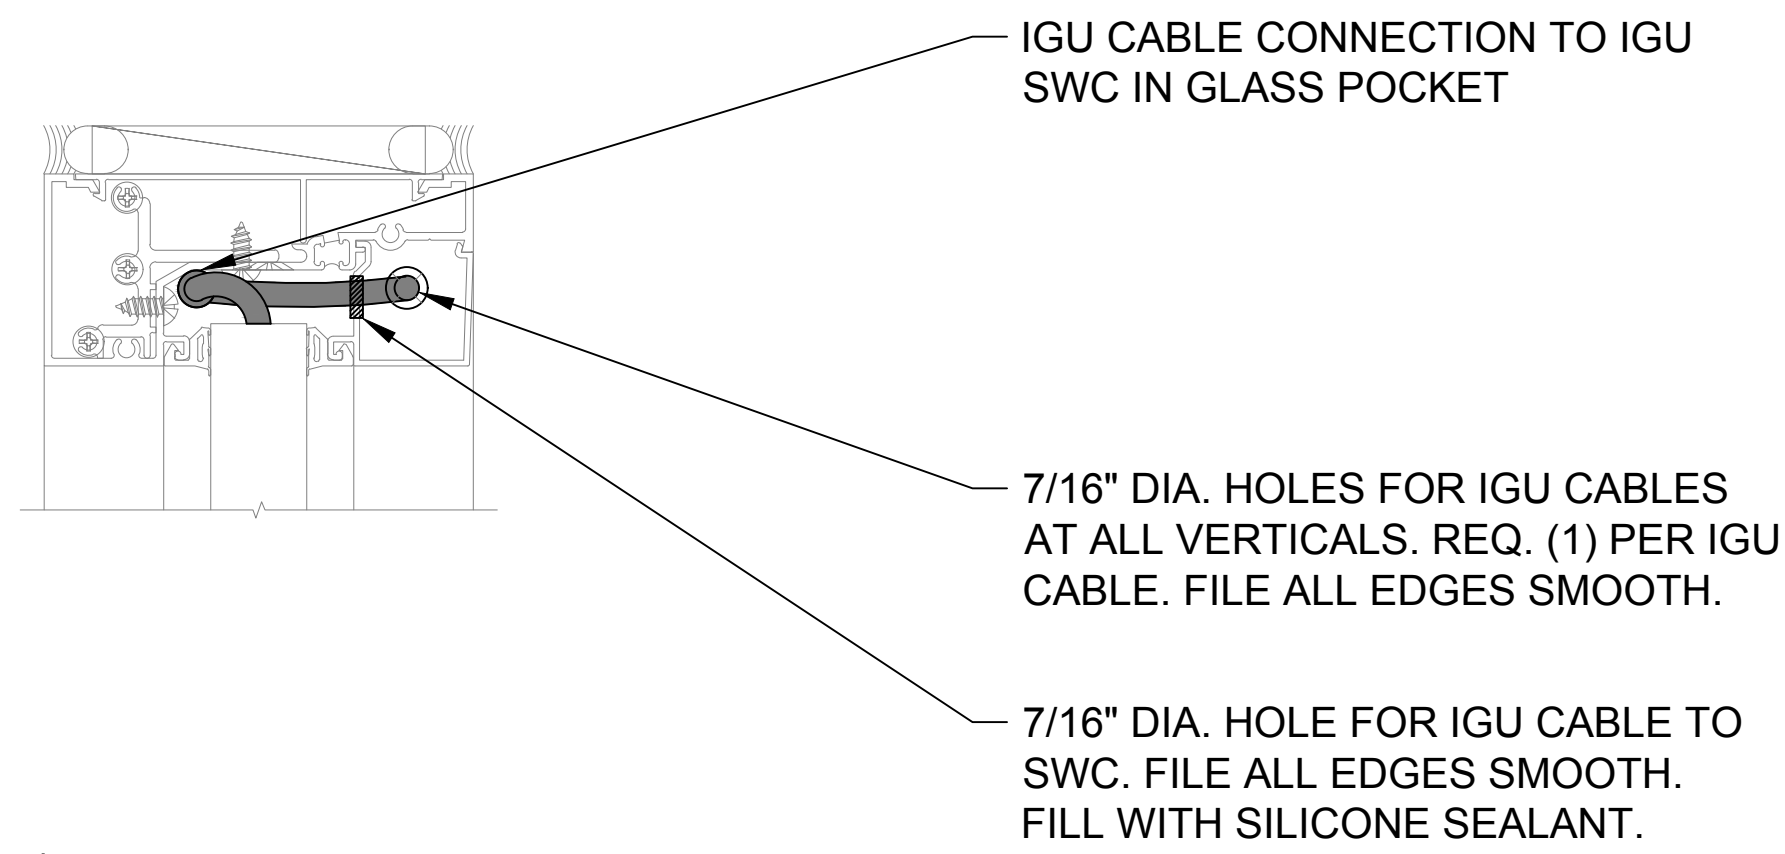 IGU CABLE CONNECTION TO IGU
SWC IN GLASS POCKET
7/16" DIA. HOLES FOR IGU CABLES
AT ALL VERTICALS. REQ. (1) PER IGU
CABLE. FILE ALL EDGES SMOOTH.
7/16" DIA. HOLE FOR IGU CABLE TO
SWC. FILE ALL EDGES SMOOTH.
FILL WITH SILICONE SEALANT.